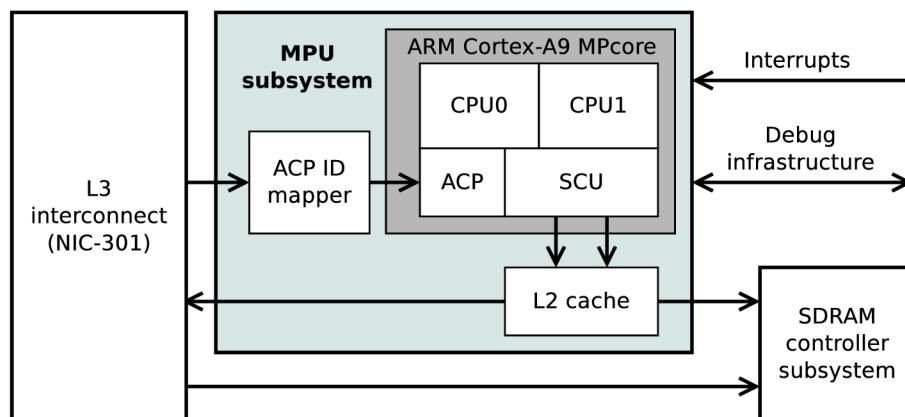 MPU
subsystem
ARM Cortex-A9 MPcore
CPU0
CPU1
Interrupts
Debug
infrastructure
ACP ID
mapper
ACP
SCU
L3
interconnect
(NIC-301)
L2 cache
SDRAM
controller
subsystem